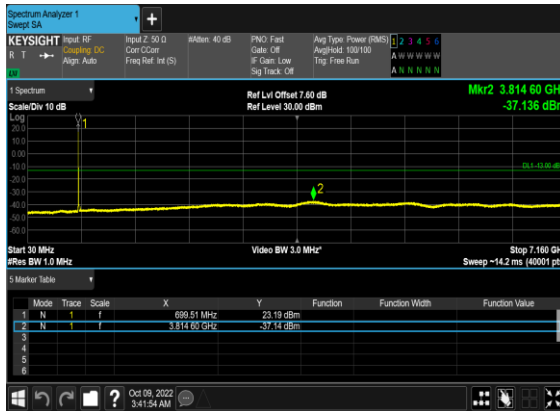 Spectrum Analyzer 1
Swept SA
KEYSIGHT
R T
LXI
Input: RF
Coupling: DC
Align: Auto
Input Z: 50 Ω
Corr CCorr
Freq Ref: Int (S)
#Atten: 40 dB
PNO: Fast
Gate: Off
IF Gain: Low
Sig Track: Off
Avg Type: Power (RMS)
Avg|Hold: 100/100
Trig: Free Run
1 2 3 4 5 6
A W W W W W
A N N N N N
1 Spectrum
Scale/Div 10 dB
Ref Lvl Offset 7.60 dB
Ref Level 30.00 dBm
Mkr2 3.814 60 GHz
-37.136 dBm
Log
20.0
10.0
0.00
-10.0
-20.0
-30.0
-40.0
-50.0
-60.0
1
2
DL1 -13.00 dBm
Start 30 MHz
#Res BW 1.0 MHz
Video BW 3.0 MHz*
Stop 7.160 GHz
Sweep ~14.2 ms (40001 pts)
5 Marker Table
Mode Trace Scale X Y Function Function Width Function Value
1 N 1 f 699.51 MHz 23.19 dBm
2 N 1 f 3.814 60 GHz -37.14 dBm
3
4
5
6
?
Oct 09, 2022
3:41:54 AM